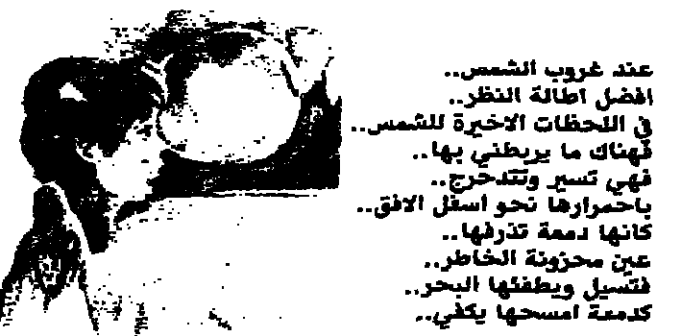 عند غروب الشمس..
افضل اطالة النظر..
في اللحظات الاخيرة للشمس..
فهناك ما يربطني بها..
فهي تسير وتتدحرج..
باحمرارها نحو اسفل الافق..
كانها دمعة تذرفها..
عين محزونة الخاطر..
فتسيل ويطفئها البحر..
كدمعة امسحها بكفي..